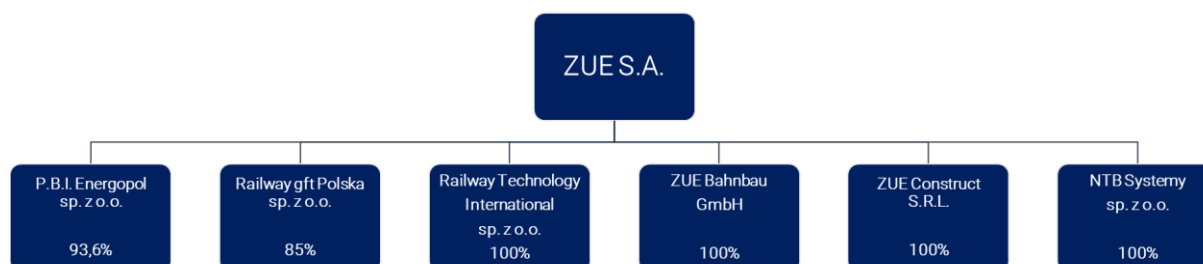 ZUE S.A.
P.B.I. Energopol
sp. z o.o.
93,6%
Railway gft Polska
sp. z o.o.
85%
Railway Technology
International
sp. z o.o.
100%
ZUE Bahnbau
GmbH
100%
ZUE Construct
S.R.L.
100%
NTB Systemy
sp. z o.o.
100%